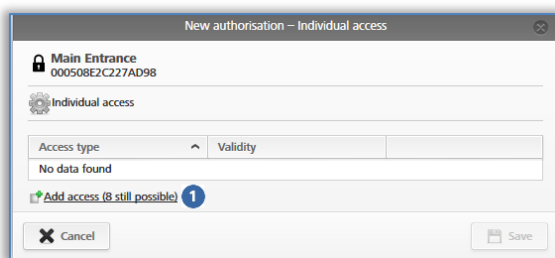 New authorisation – Individual access
Main Entrance
000508E2C227AD98
Individual access
Access type Validity
No data found
Add access (8 still possible) 1
Cancel Save